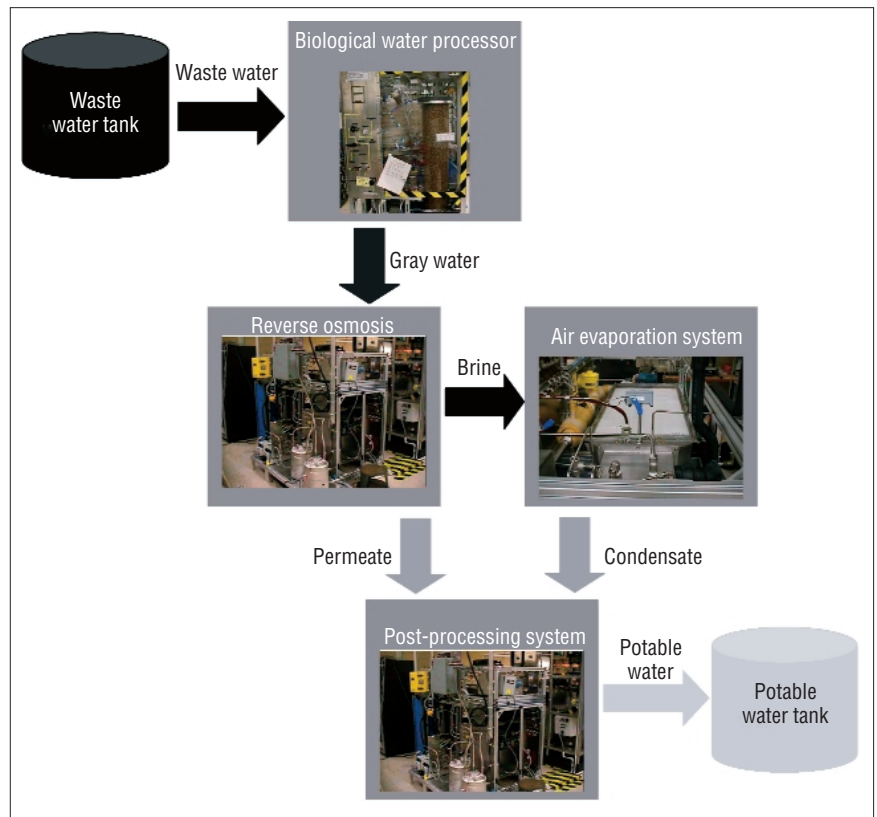 Biological water processor
Waste water
Waste
water tank
Gray water
Reverse osmosis
Air evaporation system
Brine
Permeate
Condensate
Post-processing system
Potable
water
Potable
water tank